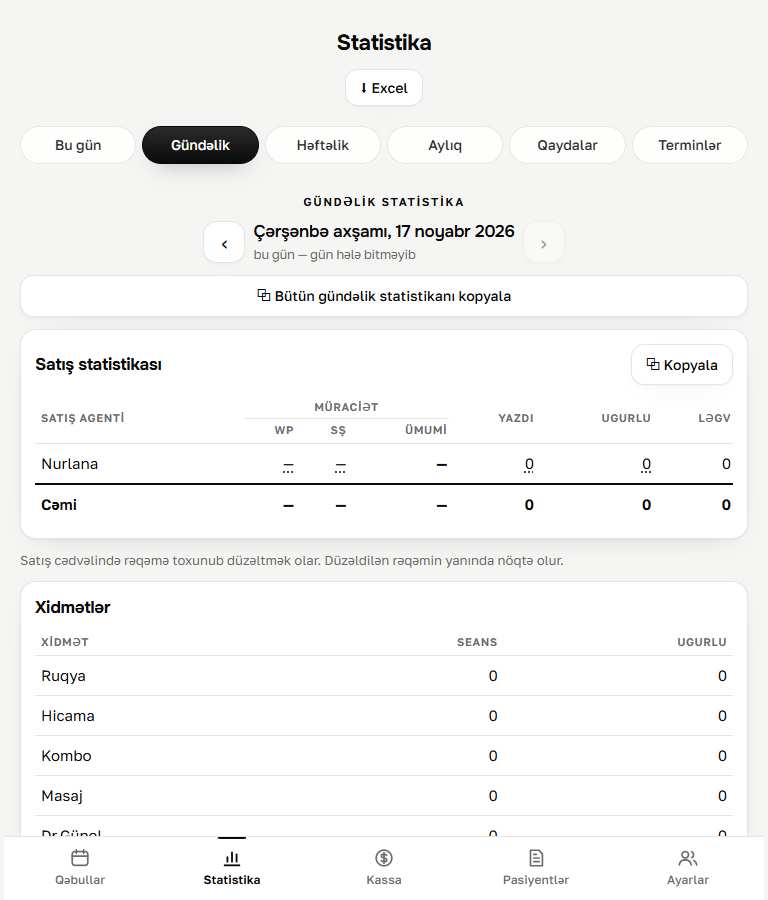 Statistika
⭳ Excel
Bu gün
Gündəlik
Həftəlik
Aylıq
Qaydalar
Terminlər
GÜNDƏLİK STATİSTİKA
‹ Çərşənbə axşamı, 17 noyabr 2026 ›
bu gün — gün hələ bitməyib
Bütün gündəlik statistikanı kopyala
Satış statistikası
Kopyala
SATIŞ AGENTİ MÜRACİƏT YAZDI UGURLU LƏGV
WP SŞ ÜMUMİ
Nurlana — — — 0 0 0
Cəmi — — — 0 0 0
Satış cədvəlində rəqəmə toxunub düzəltmək olar. Düzəldilən rəqəmin yanında nöqtə olur.
Xidmətlər
XİDMƏT SEANS UGURLU
Ruqya 0 0
Hicama 0 0
Kombo 0 0
Masaj 0 0
Dr.Günel 0 0
Qəbullar
Statistika
Kassa
Pasiyentlər
Ayarlar